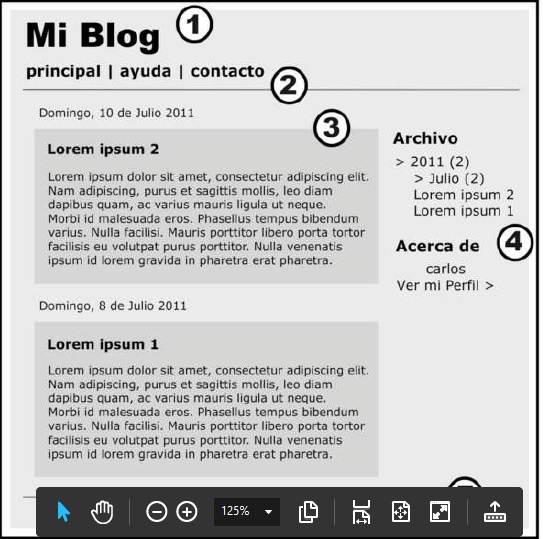 Mi Blog
1
principal | ayuda | contacto
2
Domingo, 10 de Julio 2011
3
Lorem ipsum 2
Lorem ipsum dolor sit amet, consectetur adipiscing elit.
Nam adipiscing, purus et sagittis mollis, leo diam
dapibus quam, ac varius mauris ligula ut neque.
Morbi id malesuada eros. Phasellus tempus bibendum
varius. Nulla facilisi. Mauris porttitor libero porta tortor
facilisis eu volutpat purus porttitor. Nulla venenatis
ipsum id lorem gravida in pharetra erat pharetra.
Domingo, 8 de Julio 2011
Lorem ipsum 1
Lorem ipsum dolor sit amet, consectetur adipiscing elit.
Nam adipiscing, purus et sagittis mollis, leo diam
dapibus quam, ac varius mauris ligula ut neque.
Morbi id malesuada eros. Phasellus tempus bibendum
varius. Nulla facilisi. Mauris porttitor libero porta tortor
facilisis eu volutpat purus porttitor. Nulla venenatis
ipsum id lorem gravida in pharetra erat pharetra.
Archivo
> 2011 (2)
> Julio (2)
Lorem ipsum 2
Lorem ipsum 1
Acerca de
4
carlos
Ver mi Perfil >
125%